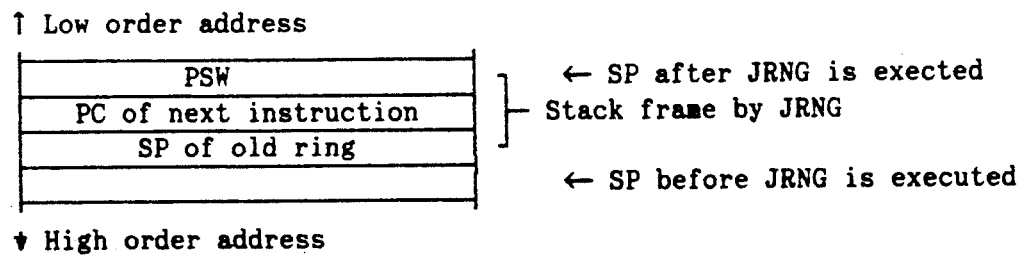 ↑ Low order address
PSW ← SP after JRNG is exected
PC of next instruction Stack frame by JRNG
SP of old ring
← SP before JRNG is executed
↓ High order address